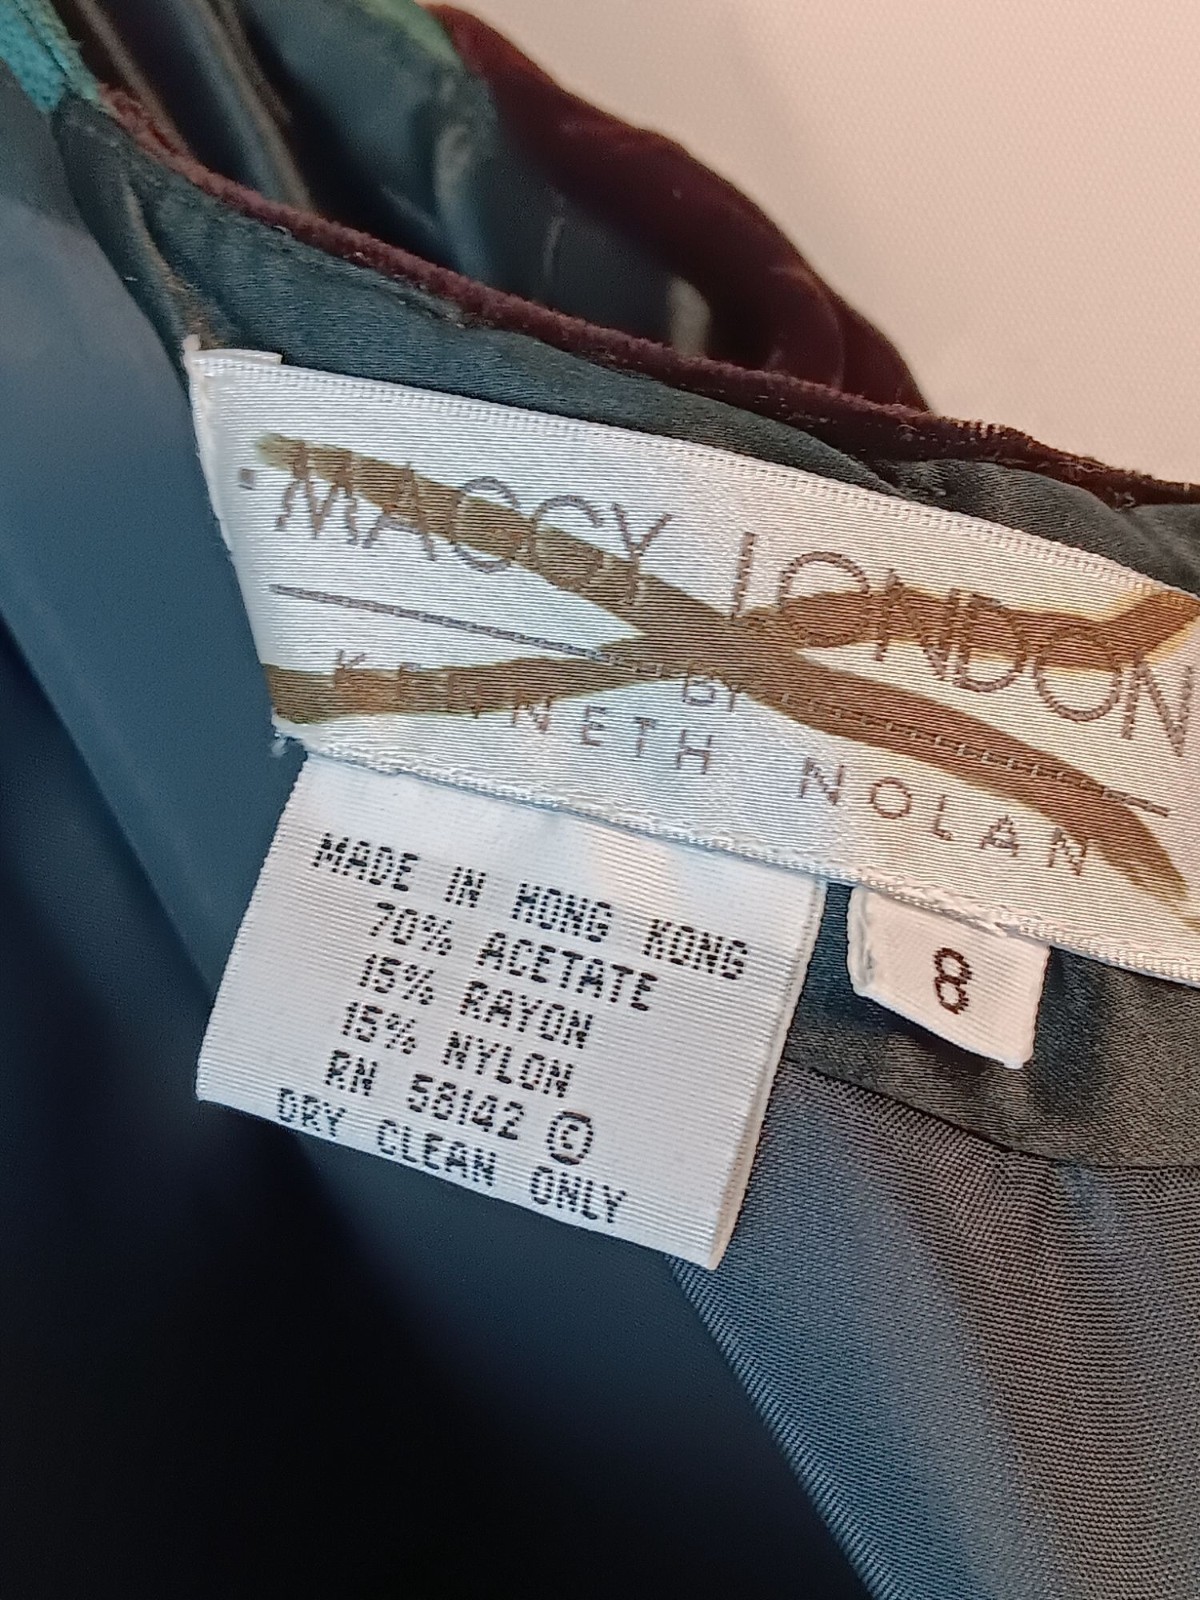 MAGGY LONDON
BY
KENNETH NOLAN
MADE IN HONG KONG
70% ACETATE
15% RAYON
15% NYLON
RN 58142 ©
DRY CLEAN ONLY
8